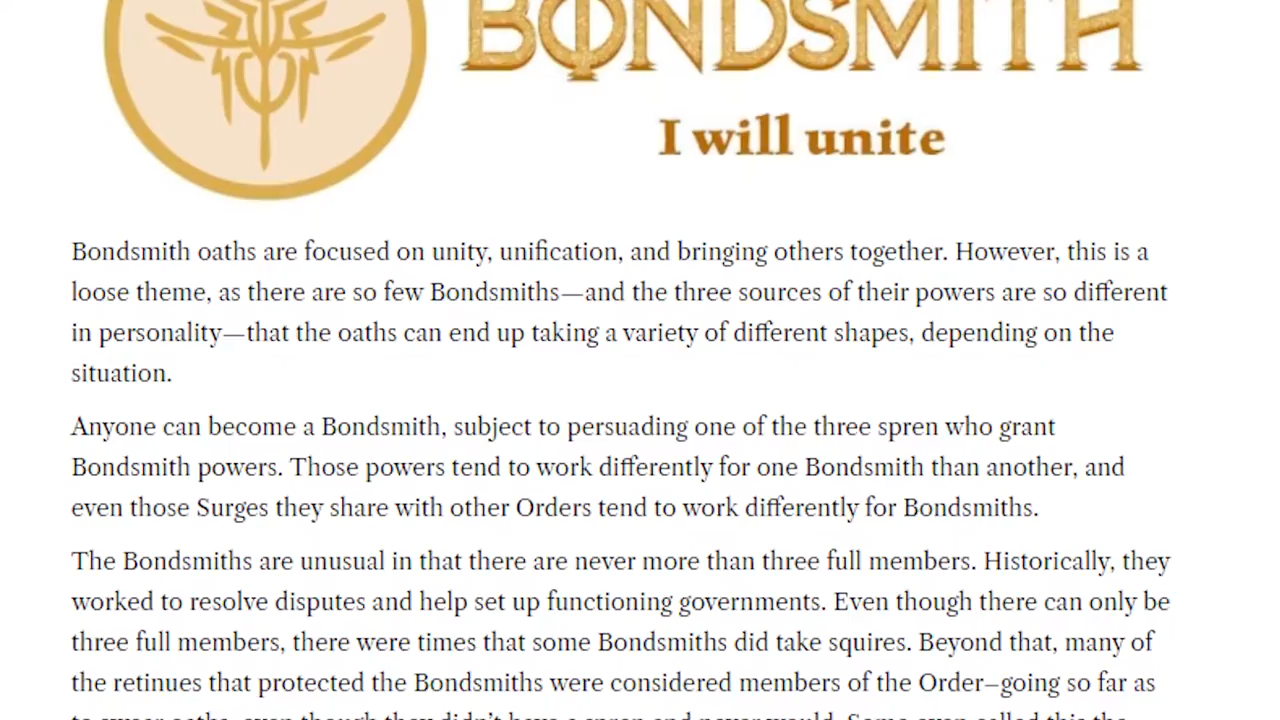 BONDSMITH
I will unite
Bondsmith oaths are focused on unity, unification, and bringing others together. However, this is a
loose theme, as there are so few Bondsmiths—and the three sources of their powers are so different
in personality—that the oaths can end up taking a variety of different shapes, depending on the
situation.
Anyone can become a Bondsmith, subject to persuading one of the three spren who grant
Bondsmith powers. Those powers tend to work differently for one Bondsmith than another, and
even those Surges they share with other Orders tend to work differently for Bondsmiths.
The Bondsmiths are unusual in that there are never more than three full members. Historically, they
worked to resolve disputes and help set up functioning governments. Even though there can only be
three full members, there were times that some Bondsmiths did take squires. Beyond that, many of
the retinues that protected the Bondsmiths were considered members of the Order–going so far as